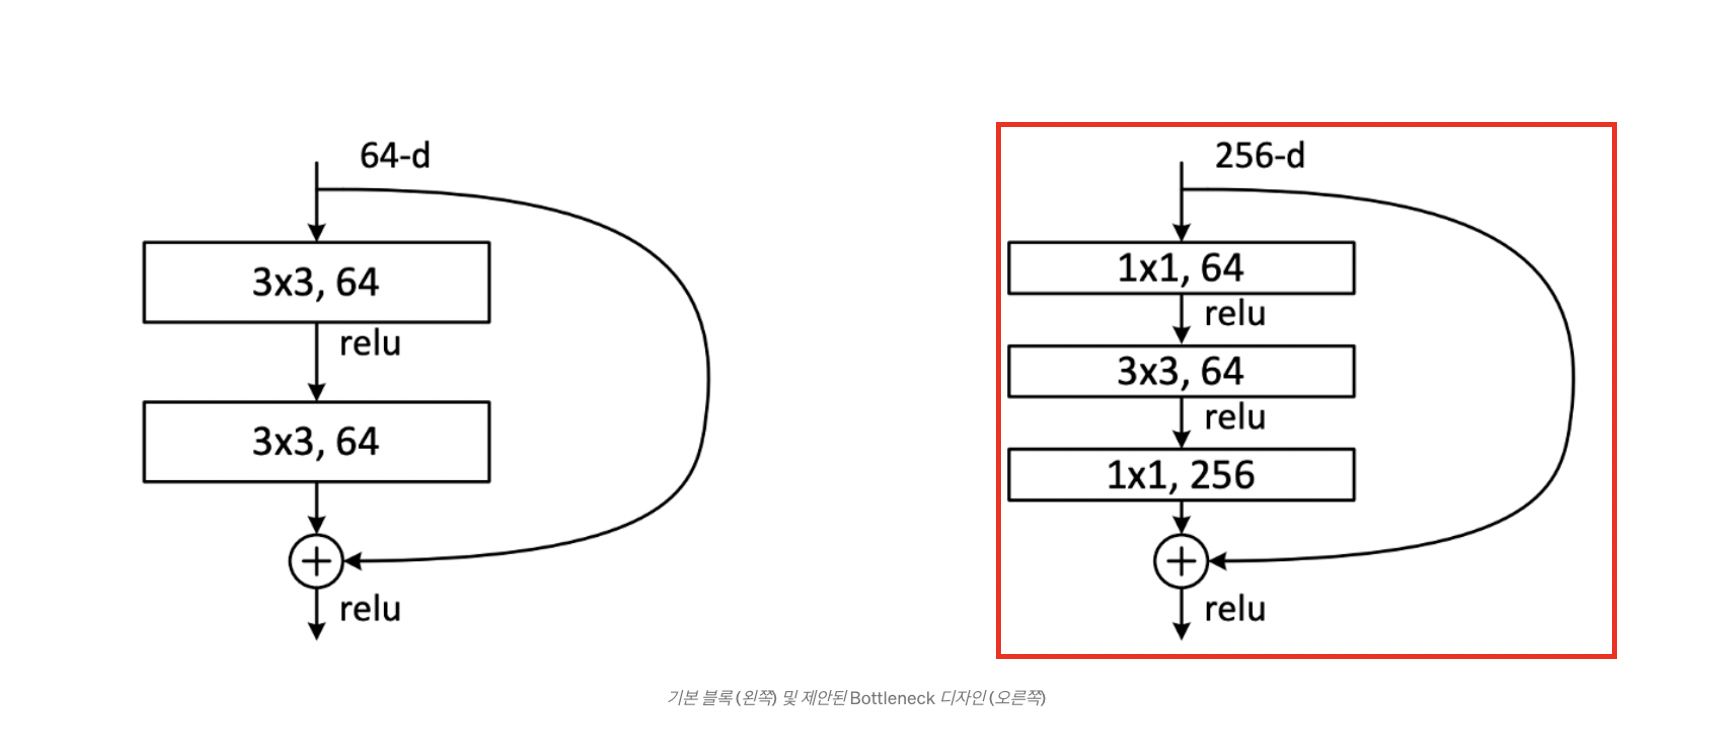 64-d
3x3, 64
relu
3x3, 64
relu
256-d
1x1, 64
relu
3x3, 64
relu
1x1, 256
relu
기본 블록 (왼쪽) 및 제안된 Bottleneck 디자인 (오른쪽)